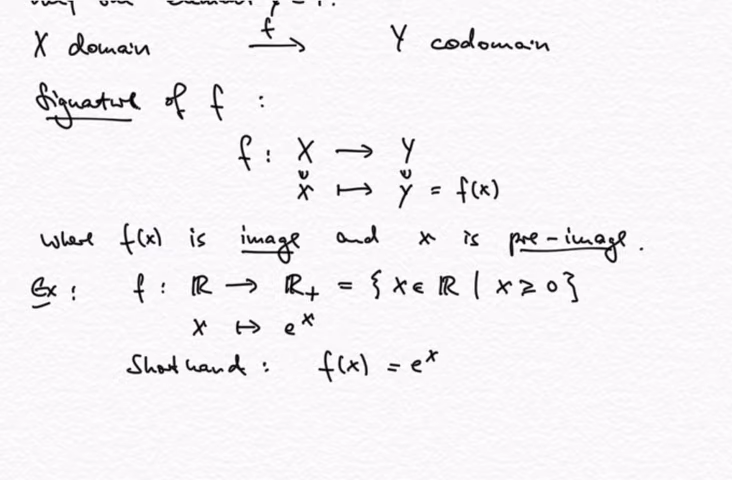 X domain f → Y codomain
Signature of f :
f : X → Y
∪ ∪
x ↦ y = f(x)
where f(x) is image and x is pre-image.
Ex : f : ℝ → ℝ₊ = { x ∈ ℝ | x ≥ 0 }
x ↦ eˣ
Shorthand : f(x) = eˣ